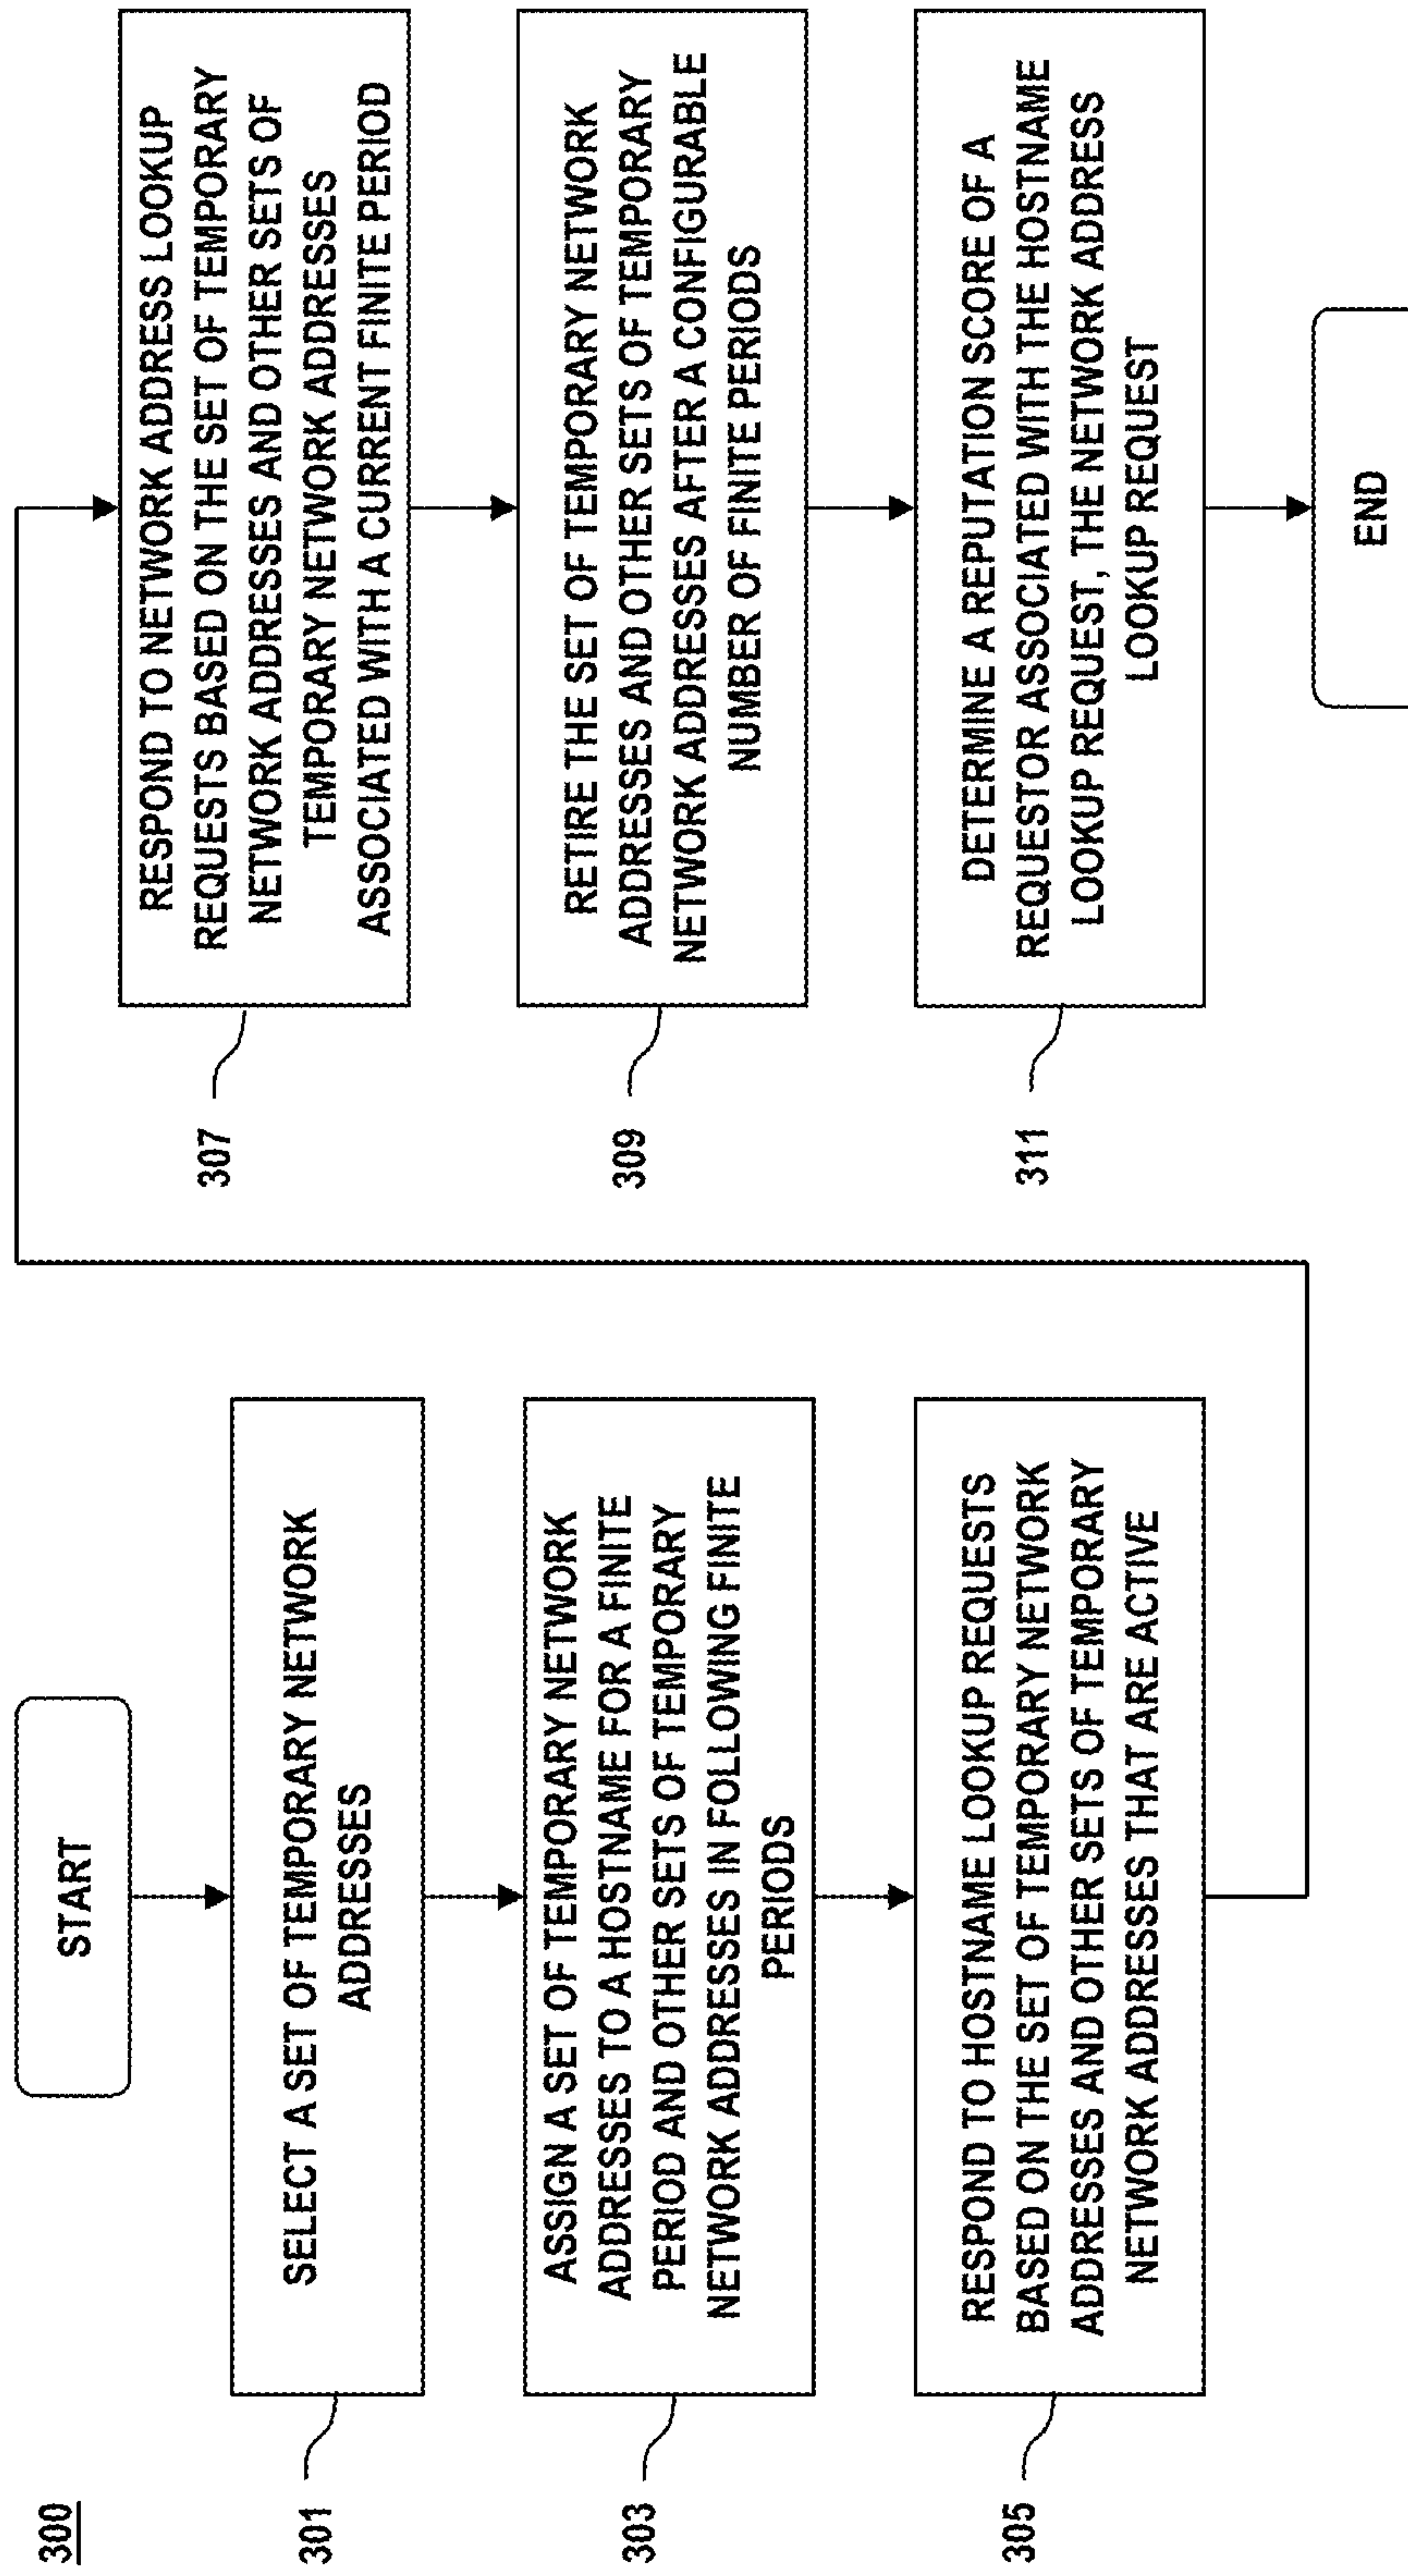 300
START
301
SELECT A SET OF TEMPORARY NETWORK
ADDRESSES
303
ASSIGN A SET OF TEMPORARY NETWORK
ADDRESSES TO A HOSTNAME FOR A FINITE
PERIOD AND OTHER SETS OF TEMPORARY
NETWORK ADDRESSES IN FOLLOWING FINITE
PERIODS
305
RESPOND TO HOSTNAME LOOKUP REQUESTS
BASED ON THE SET OF TEMPORARY NETWORK
ADDRESSES AND OTHER SETS OF TEMPORARY
NETWORK ADDRESSES THAT ARE ACTIVE
307
RESPOND TO NETWORK ADDRESS LOOKUP
REQUESTS BASED ON THE SET OF TEMPORARY
NETWORK ADDRESSES AND OTHER SETS OF
TEMPORARY NETWORK ADDRESSES
ASSOCIATED WITH A CURRENT FINITE PERIOD
309
RETIRE THE SET OF TEMPORARY NETWORK
ADDRESSES AND OTHER SETS OF TEMPORARY
NETWORK ADDRESSES AFTER A CONFIGURABLE
NUMBER OF FINITE PERIODS
311
DETERMINE A REPUTATION SCORE OF A
REQUESTOR ASSOCIATED WITH THE HOSTNAME
LOOKUP REQUEST, THE NETWORK ADDRESS
LOOKUP REQUEST
END